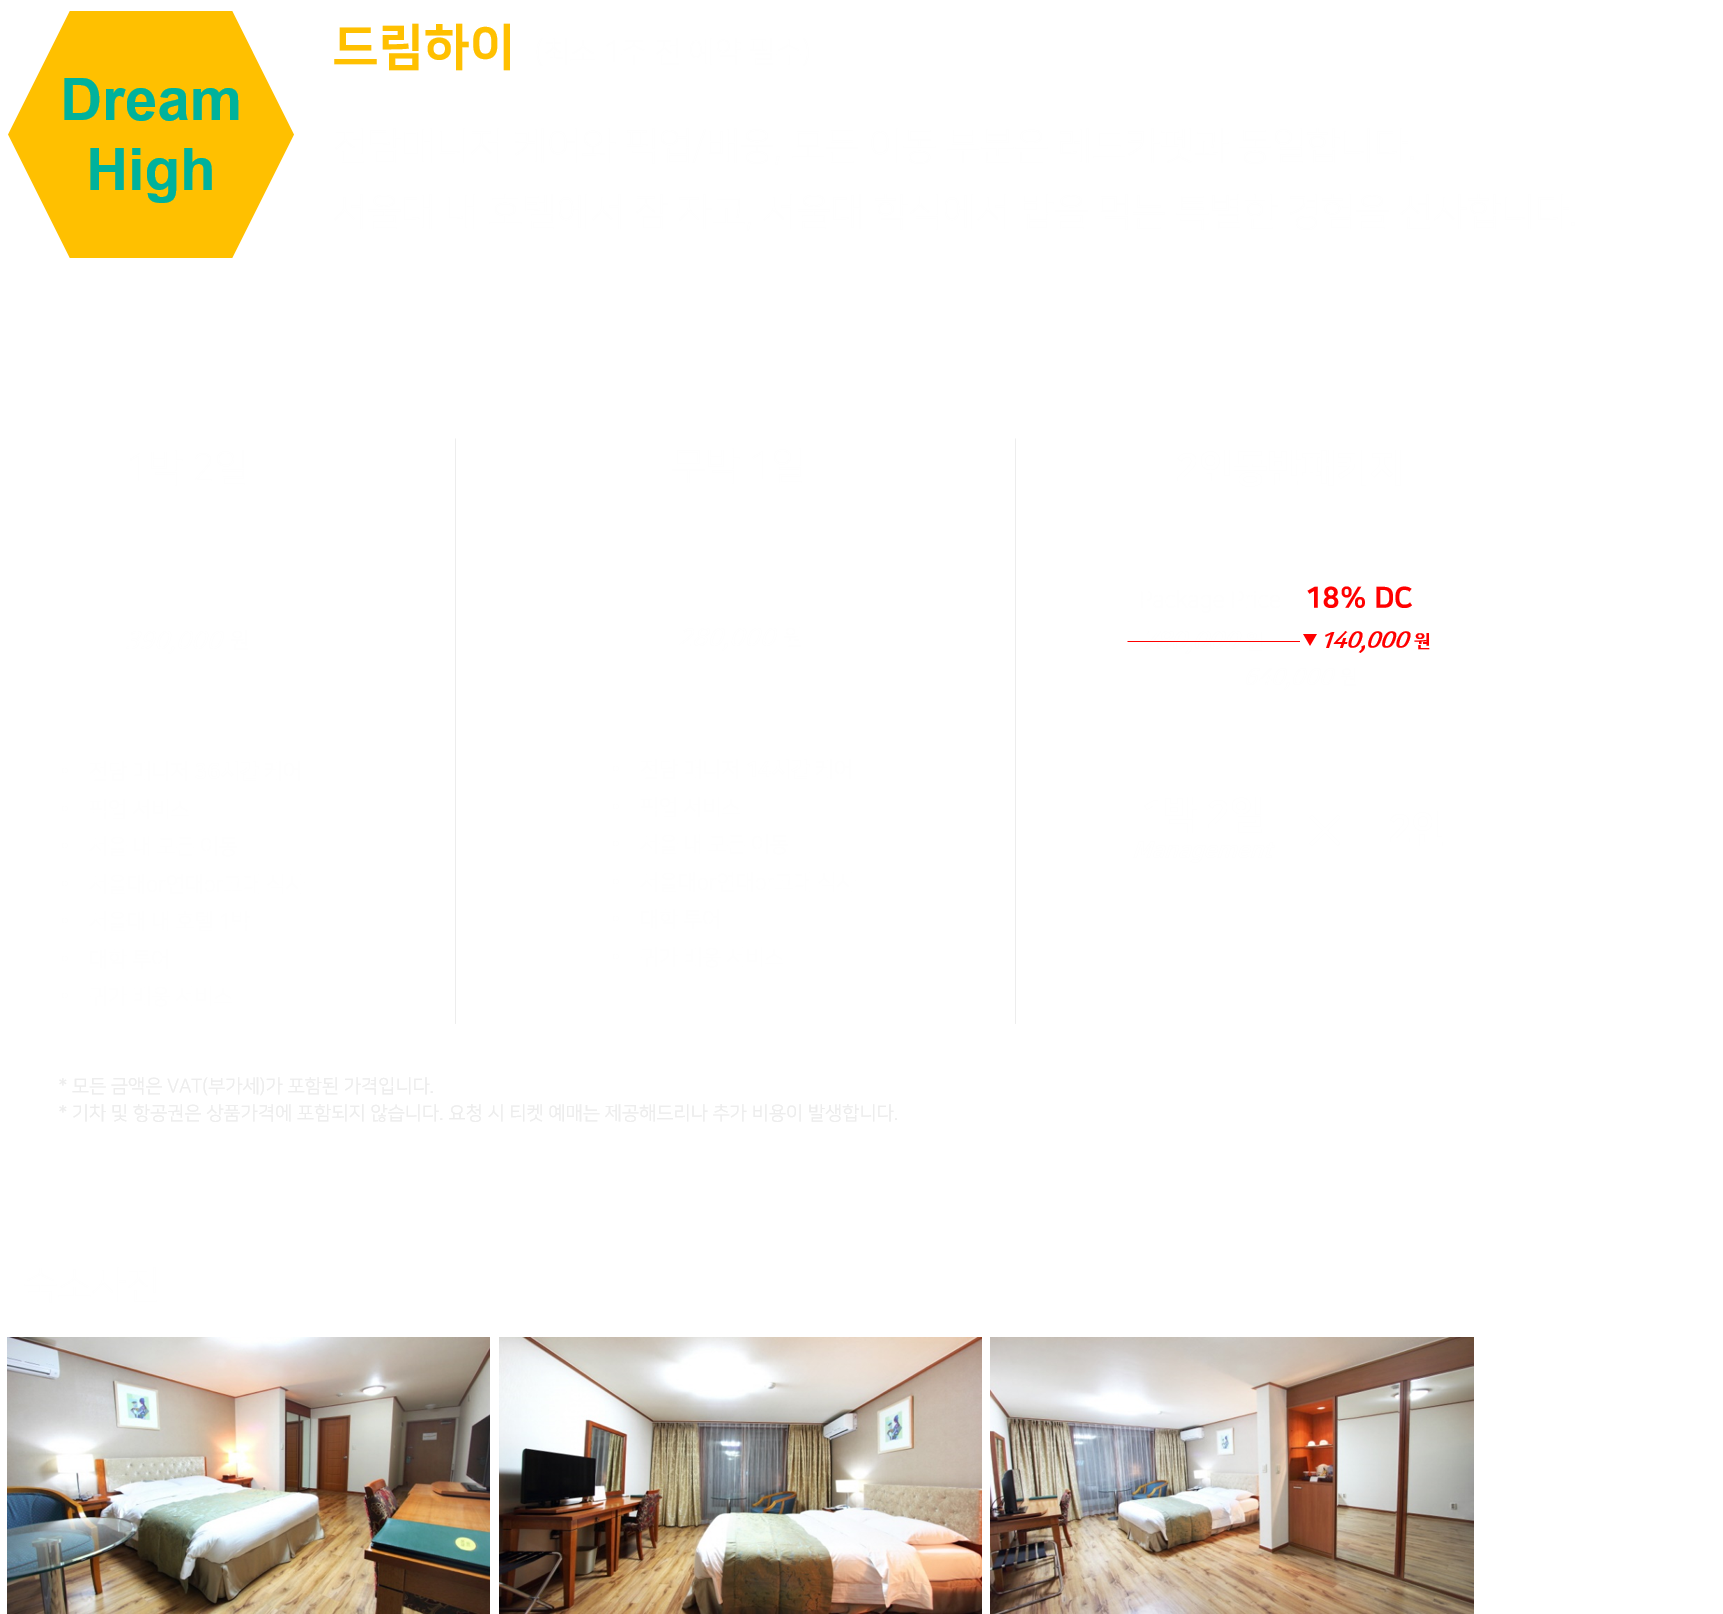 드림하이
Dream
High
18% DC
▼ 140,000 원
* 모든 금액은 VAT(부가세)가 포함된 가격입니다.
* 기차 및 항공권은 상품가격에 포함되지 않습니다. 요청 시 티켓 예매는 제공해드리나 추가 비용이 발생합니다.